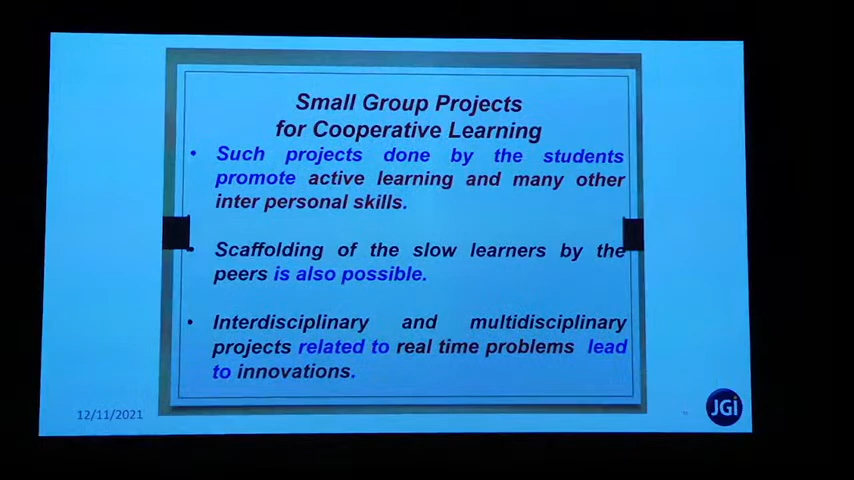 Small Group Projects
for Cooperative Learning
• Such projects done by the students
promote active learning and many other
inter personal skills.
• Scaffolding of the slow learners by the
peers is also possible.
• Interdisciplinary and multidisciplinary
projects related to real time problems lead
to innovations.
12/11/2021
JGi